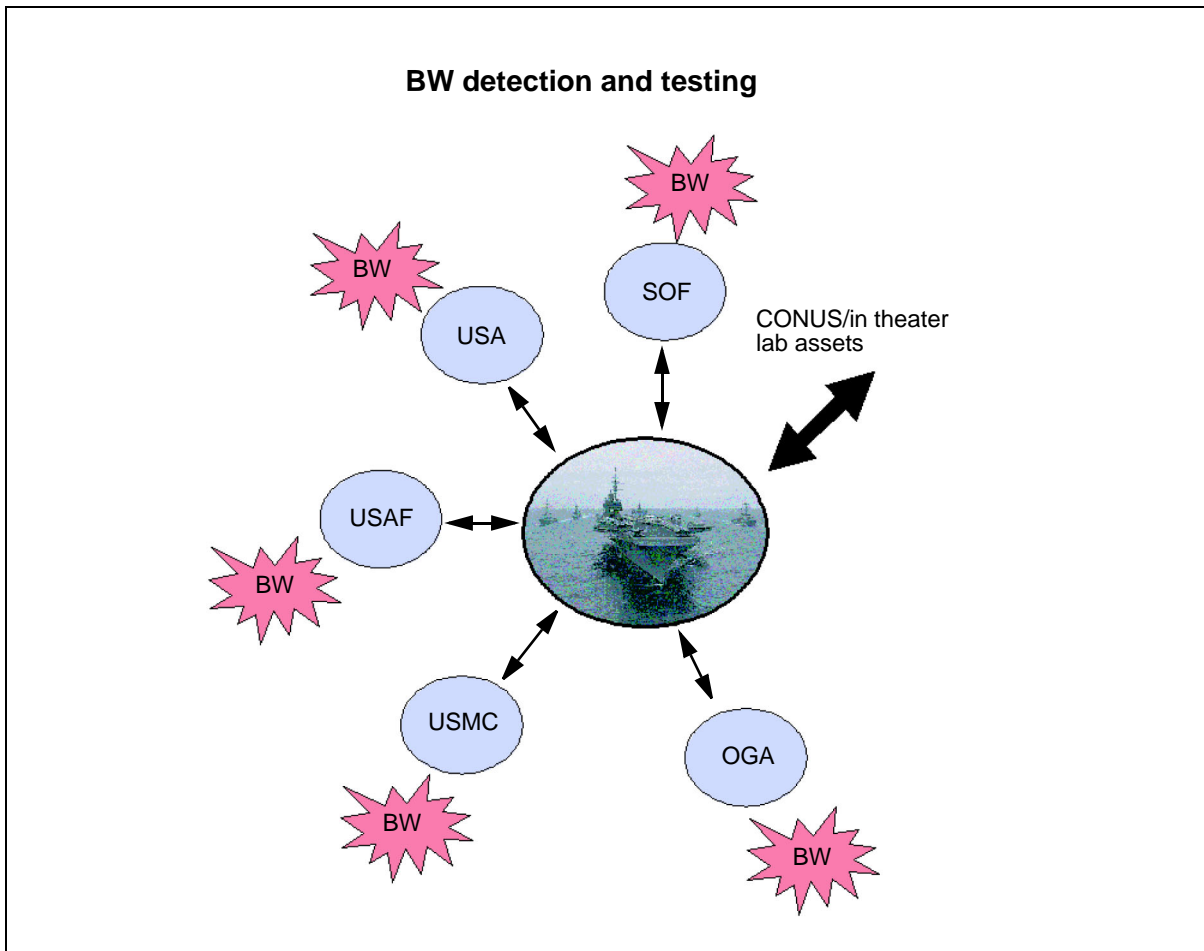 BW detection and testing
BW
BW
SOF
USA
CONUS/in theater
lab assets
USAF
BW
USMC
OGA
BW
BW